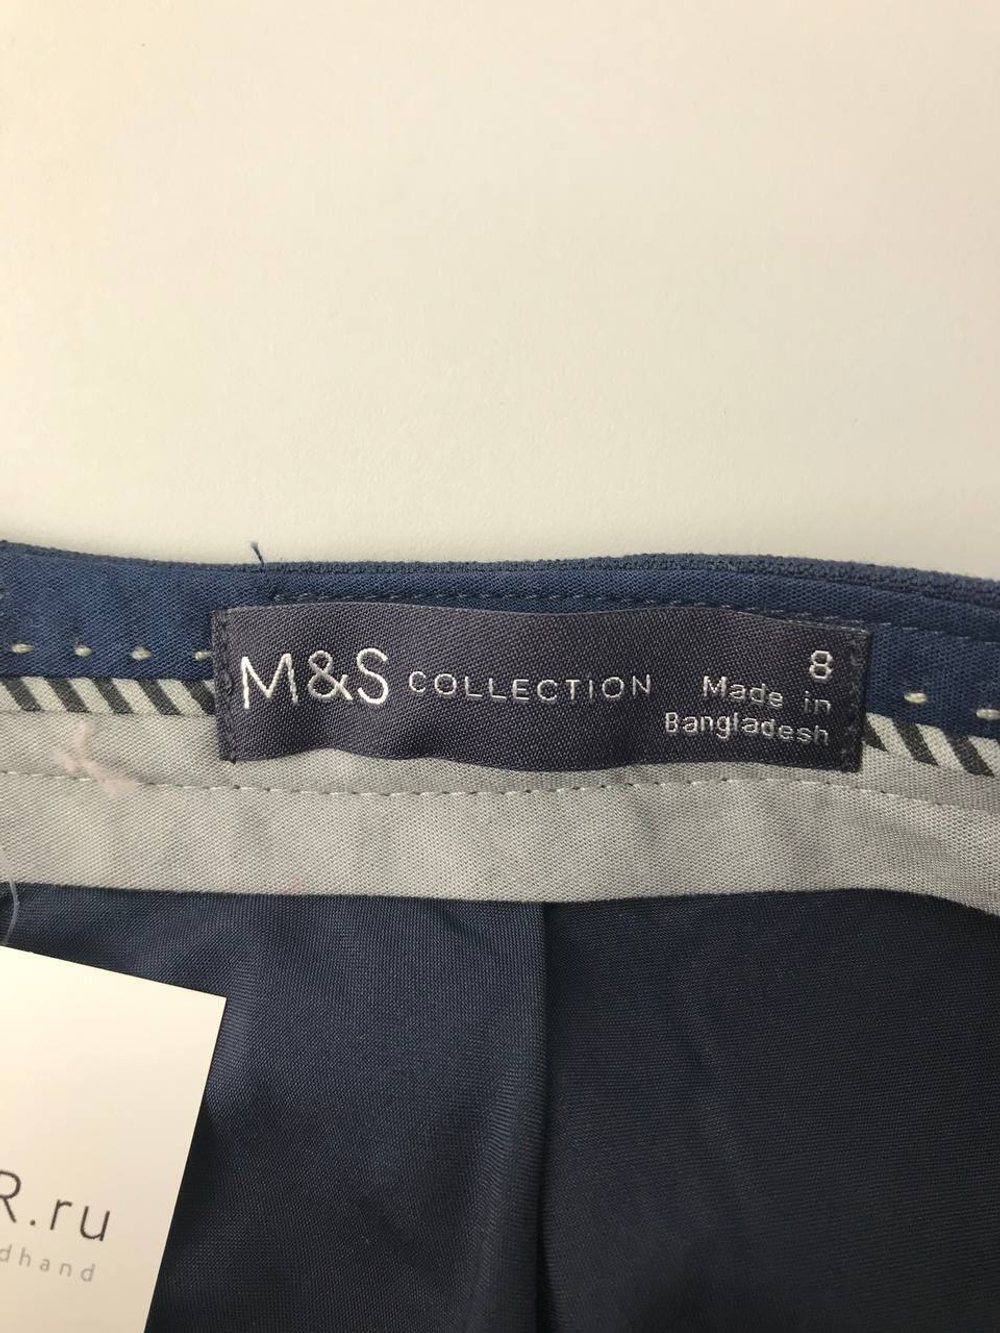 M&S COLLECTION
8
Made in
Bangladesh
R.ru
dhand